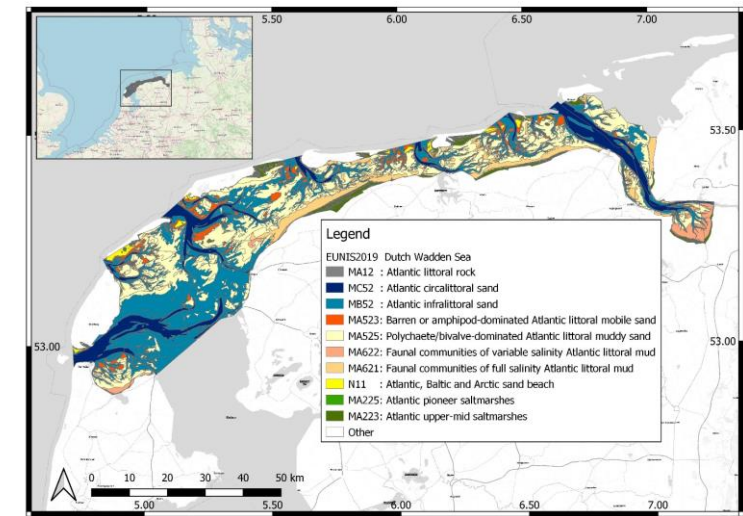 5.00 5.50 6.00 6.50 7.00
53.50
53.50
Legend
EUNIS2019 Dutch Wadden Sea
MA12 : Atlantic littoral rock
MC52 : Atlantic circalittoral sand
MB52 : Atlantic infralittoral sand
MA523: Barren or amphipod-dominated Atlantic littoral mobile sand
MA525: Polychaete/bivalve-dominated Atlantic littoral muddy sand
MA622: Faunal communities of variable salinity Atlantic littoral mud
MA621: Faunal communities of full salinity Atlantic littoral mud
N11 : Atlantic, Baltic and Arctic sand beach
MA225: Atlantic pioneer saltmarshes
MA223: Atlantic upper-mid saltmarshes
Other
53.00
53.00
0 10 20 30 40 50 km
5.00 5.50 6.00 6.50 7.00